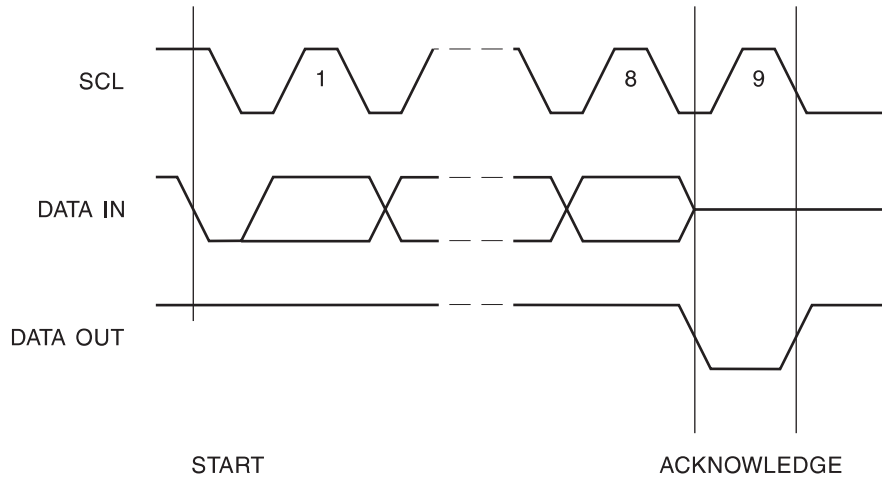 SCL
1
8
9
DATA IN
DATA OUT
START
ACKNOWLEDGE